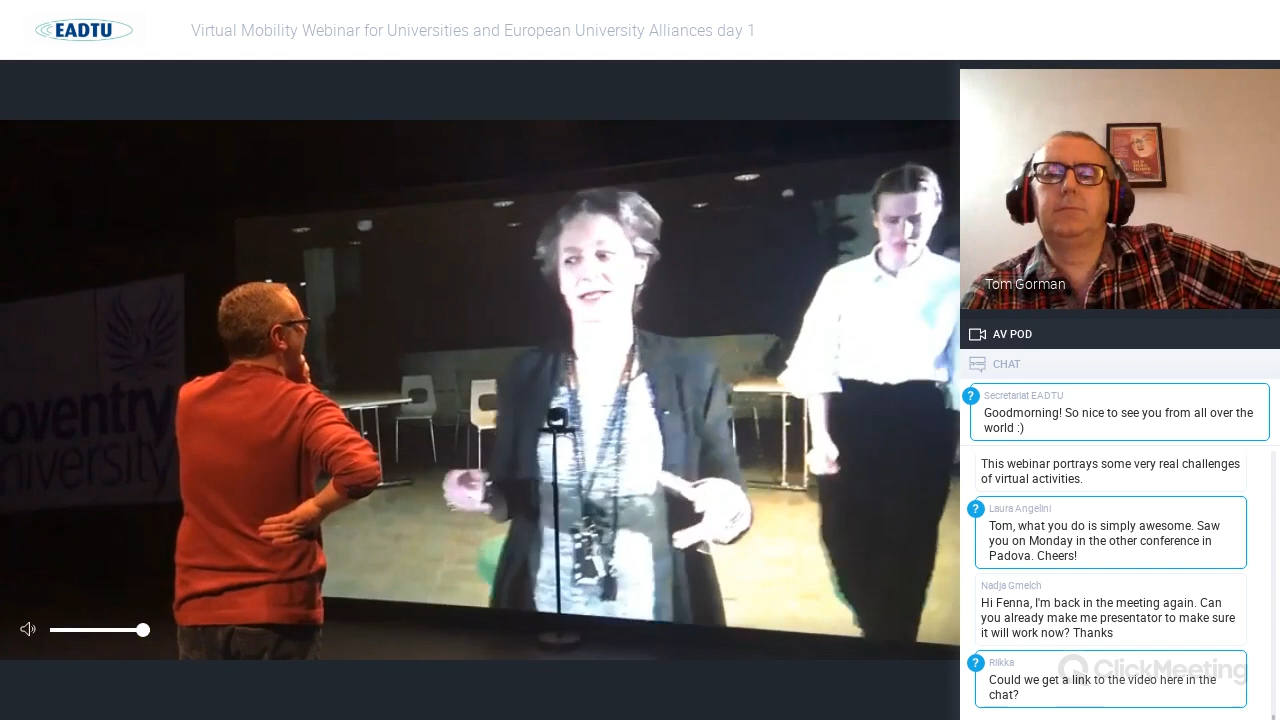 EADTU
Virtual Mobility Webinar for Universities and European University Alliances day 1
oventry
Tom Gorman
AV POD
CHAT
? Secretariat EADTU
Goodmorning! So nice to see you from all over the
world :)
This webinar portrays some very real challenges
of virtual activities.
? Laura Angelini
Tom, what you do is simply awesome. Saw
you on Monday in the other conference in
Padova. Cheers!
Nadja Gmelch
Hi Fenna, I'm back in the meeting again. Can
you already make me presentator to make sure
it will work now? Thanks
? Riikka
Could we get a link to the video here in the
chat?
ClickMeeting